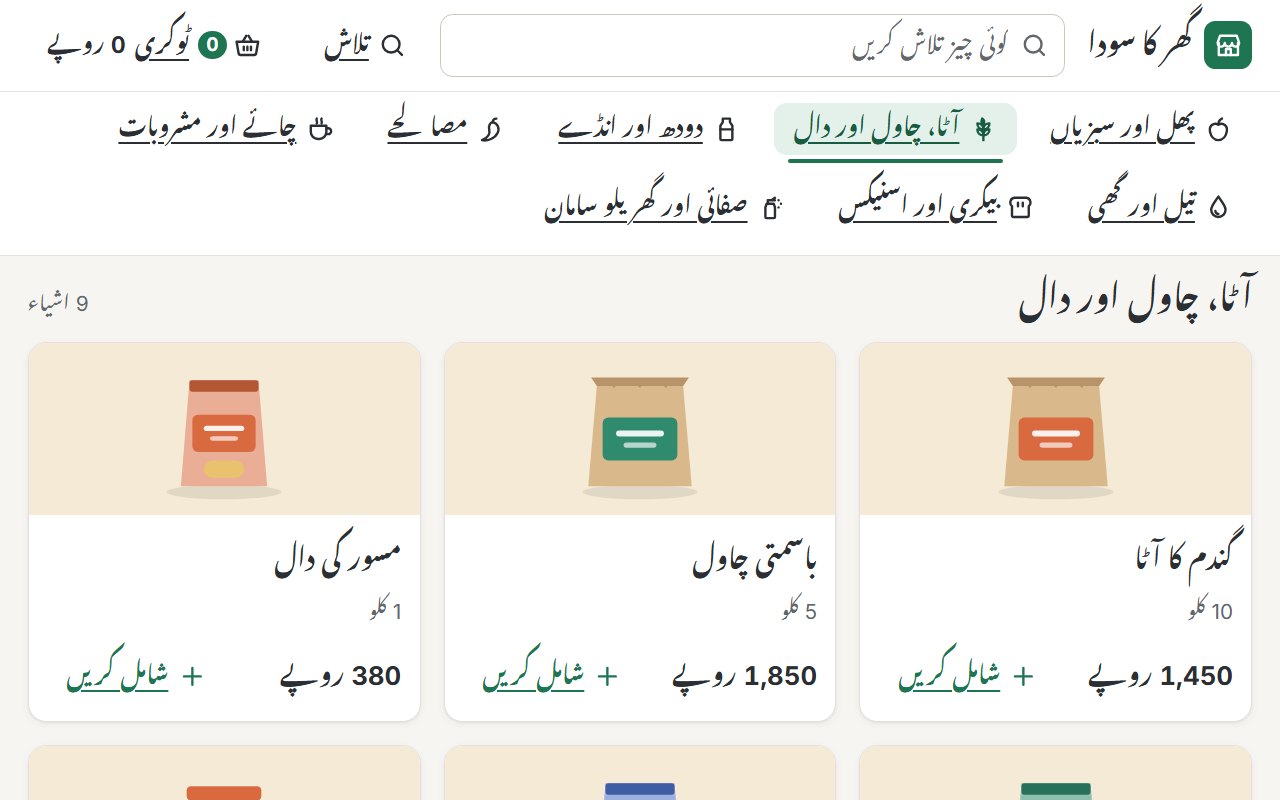 گھر کا سودا
کوئی چیز تلاش کریں
تلاش
0 ٹوکری 0 روپے
پھل اور سبزیاں
آٹا، چاول اور دال
دودھ اور انڈے
مصالحے
چائے اور مشروبات
تیل اور گھی
بیکری اور اسنیکس
صفائی اور گھریلو سامان
آٹا، چاول اور دال
9 اشیاء
گندم کا آٹا
10 کلو
1,450 روپے
شامل کریں
باسمتی چاول
5 کلو
1,850 روپے
شامل کریں
مسور کی دال
1 کلو
380 روپے
شامل کریں